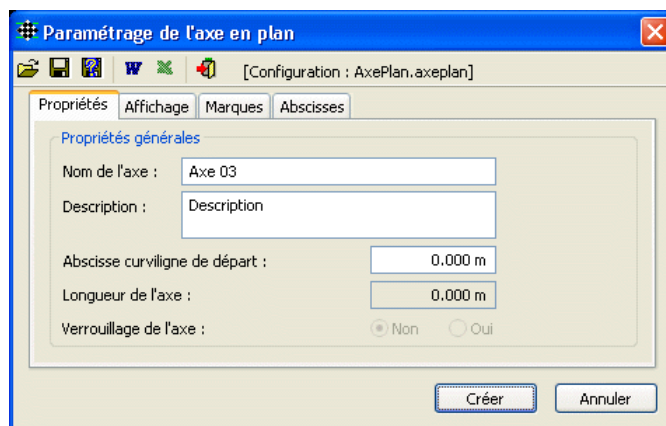 Paramétrage de l'axe en plan
W [Configuration : AxePlan.axeplan]
Propriétés Affichage Marques Abscisses
Propriétés générales
Nom de l'axe : Axe 03
Description : Description
Abscisse curviligne de départ : 0.000 m
Longueur de l'axe : 0.000 m
Verrouillage de l'axe : Non Oui
Créer Annuler